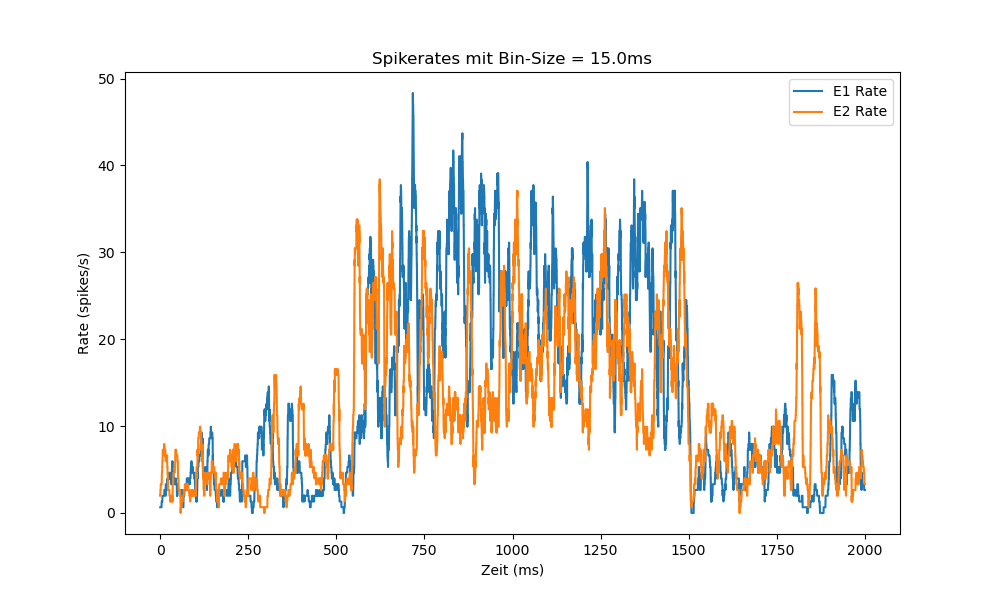 Spikerates mit Bin-Size = 15.0ms
E1 Rate
E2 Rate
Rate (spikes/s)
50
40
30
20
10
0
0 250 500 750 1000 1250 1500 1750 2000
Zeit (ms)